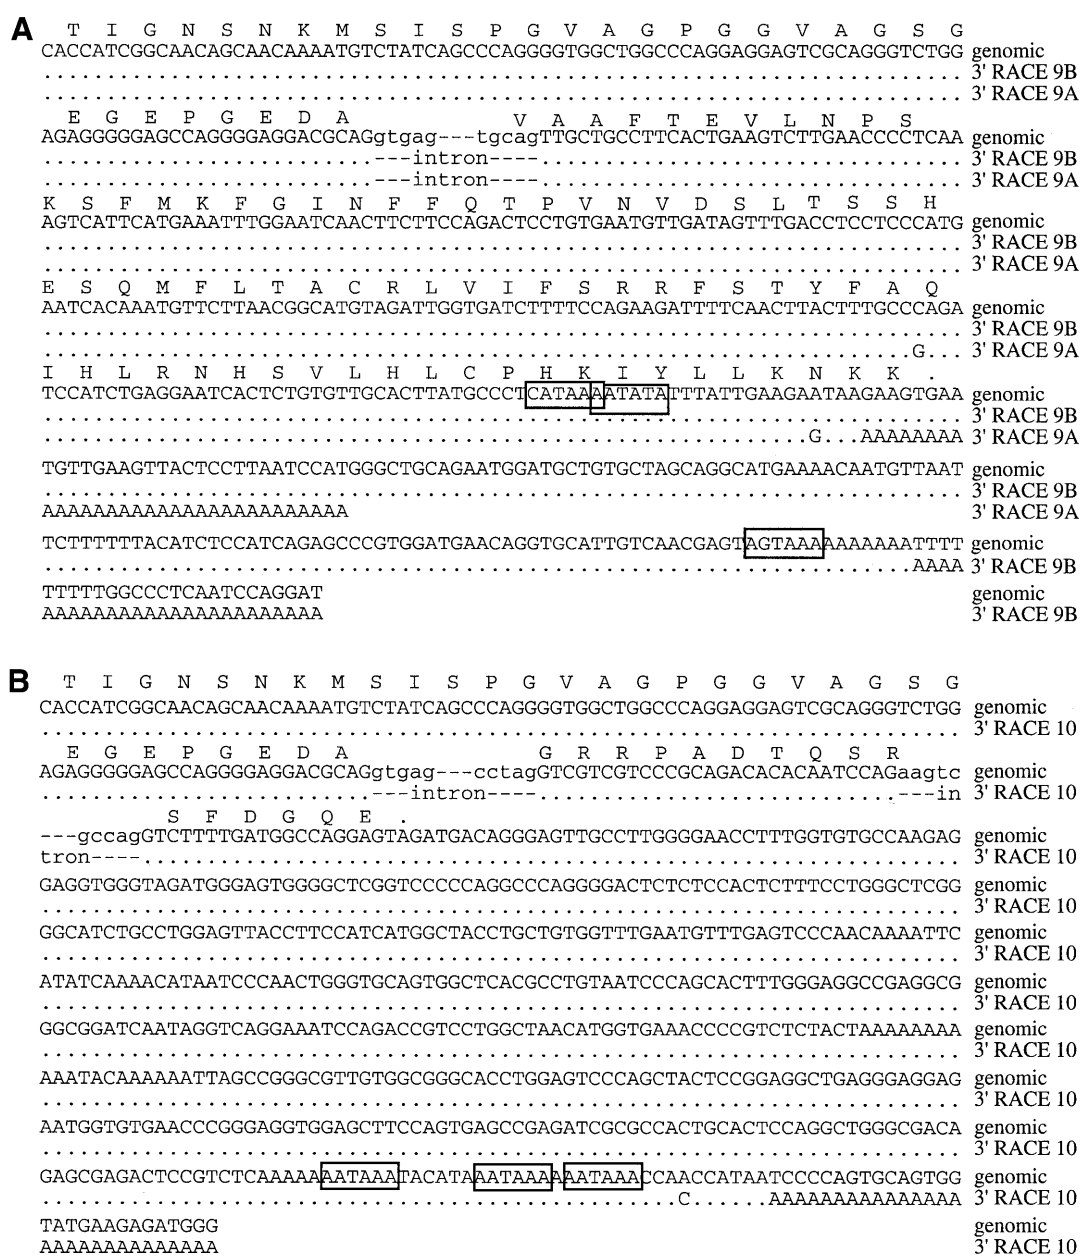 A
T I G N S N K M S I S P G V A G P G G V A G S G
CACCATCGGCAACAGCAACAAAATGTCTATCAGCCCAGGGGTGGCTGGCCCAGGAGGAGTCGCAGGGTCTGG genomic
........................................................................ 3' RACE 9B
........................................................................ 3' RACE 9A
E G E P G E D A V A A F T E V L N P S
AGAGGGGGAGCCAGGGGAGGACGCAGgtgag---tgcagTTGCTGCCTTCACTGAAGTCTTGAACCCCTCAA genomic
..........................---intron----................................. 3' RACE 9B
..........................---intron----................................. 3' RACE 9A
K S F M K F G I N F F Q T P V N V D S L T S S H
AGTCATTCATGAAATTTGGAATCAACTTCTTCCAGACTCCTGTGAATGTTGATAGTTTGACCTCCTCCCATG genomic
........................................................................ 3' RACE 9B
........................................................................ 3' RACE 9A
E S Q M F L T A C R L V I F S R R F S T Y F A Q
AATCACAAATGTTCTTAACGGCATGTAGATTGGTGATCTTTTCCAGAAGATTTTCAACTTACTTTGCCCAGA genomic
........................................................................ 3' RACE 9B
....................................................................G... 3' RACE 9A
I H L R N H S V L H L C P H K I Y L L K N K K .
TCCATCTGAGGAATCACTCTGTGTTGCACTTATGCCCTCATAAAATATATTTATTGAAGAATAAGAAGTGAA genomic
........................................................................ 3' RACE 9B
............................................................G...AAAAAAAA 3' RACE 9A
TGTTGAAGTTACTCCTTAATCCATGGGCTGCAGAATGGATGCTGTGCTAGCAGGCATGAAAACAATGTTAAT genomic
........................................................................ 3' RACE 9B
AAAAAAAAAAAAAAAAAAAAAAAA 3' RACE 9A
TCTTTTTTTACATCTCCATCAGAGCCCGTGGATGAACAGGTGCATTGTCAACGAGTAGTAAAAAAAAAATTTT genomic
....................................................................AAAA 3' RACE 9B
TTTTTGGCCCTCAATCCAGGAT genomic
AAAAAAAAAAAAAAAAAAAAAA 3' RACE 9B
B
T I G N S N K M S I S P G V A G P G G V A G S G
CACCATCGGCAACAGCAACAAAATGTCTATCAGCCCAGGGGTGGCTGGCCCAGGAGGAGTCGCAGGGTCTGG genomic
........................................................................ 3' RACE 10
E G E P G E D A G R R P A D T Q S R
AGAGGGGGAGCCAGGGGAGGACGCAGgtgag---cctagGTCGTCGTCCCGCAGACACACAATCCAGaagtc genomic
..........................---intron----............................---in 3' RACE 10
S F D G Q E .
---gccagGTCTTTTGATGGCCAGGAGTAGATGACAGGGAGTTGCCTTGGGGAACCTTTGGTGTGCCAAGAG genomic
tron----................................................................ 3' RACE 10
GAGGTGGGTAGATGGGAGTGGGGCTCGGTCCCCCAGGCCCAGGGGACTCTCTCCACTCTTTCCTGGGCTCGG genomic
........................................................................ 3' RACE 10
GGCATCTGCCTGGAGTTACCTTCCATCATGGCTACCTGCTGTGGTTTGAATGTTTGAGTCCCAACAAAATTC genomic
........................................................................ 3' RACE 10
ATATCAAAACATAATCCCAACTGGGTGCAGTGGCTCACGCCTGTAATCCCAGCACTTTGGGAGGCCGAGGCG genomic
........................................................................ 3' RACE 10
GGCGGATCAATAGGTCAGGAAATCCAGACCGTCCTGGCTAACATGGTGAAACCCCGTCTCTACTAAAAAAAA genomic
........................................................................ 3' RACE 10
AAATACAAAAAATTAGCCGGGCGTTGTGGCGGGCACCTGGAGTCCCAGCTACTCCGGAGGCTGAGGGAGGAG genomic
........................................................................ 3' RACE 10
AATGGTGTGAACCCGGGAGGTGGAGCTTCCAGTGAGCCGAGATCGCGCCACTGCACTCCAGGCTGGGCGACA genomic
........................................................................ 3' RACE 10
GAGCGAGACTCCGTCTCAAAAAAATAAATACATAAATAAAAAATAAACCAACCATAATCCCCAGTGCAGTGG genomic
..................................................C......AAAAAAAAAAAAAAA 3' RACE 10
TATGAAGAGATGGG genomic
AAAAAAAAAAAAAA 3' RACE 10